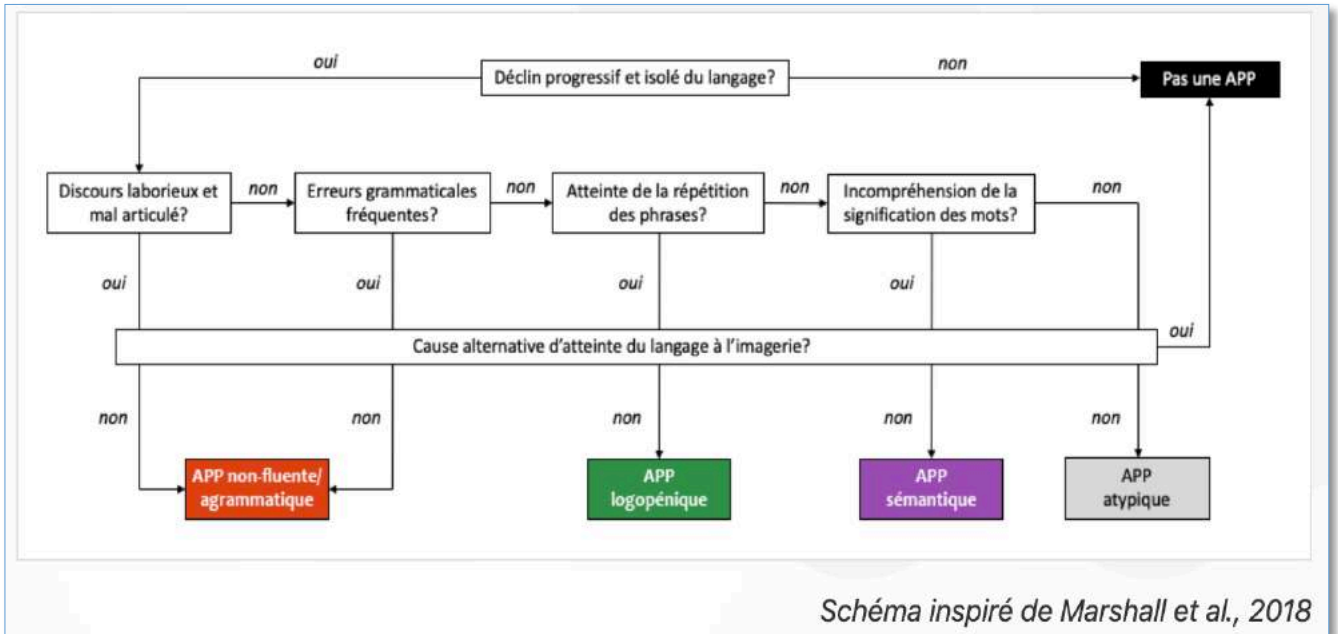 oui
Déclin progressif et isolé du langage?
non
Pas une APP
Discours laborieux et
mal articulé?
non
Erreurs grammaticales
fréquentes?
non
Atteinte de la répétition
des phrases?
non
Incompréhension de la
signification des mots?
non
oui
oui
oui
oui
oui
Cause alternative d'atteinte du langage à l'imagerie?
non
non
non
non
non
APP non-fluente/
agrammatique
APP
logopénique
APP
sémantique
APP
atypique
Schéma inspiré de Marshall et al., 2018